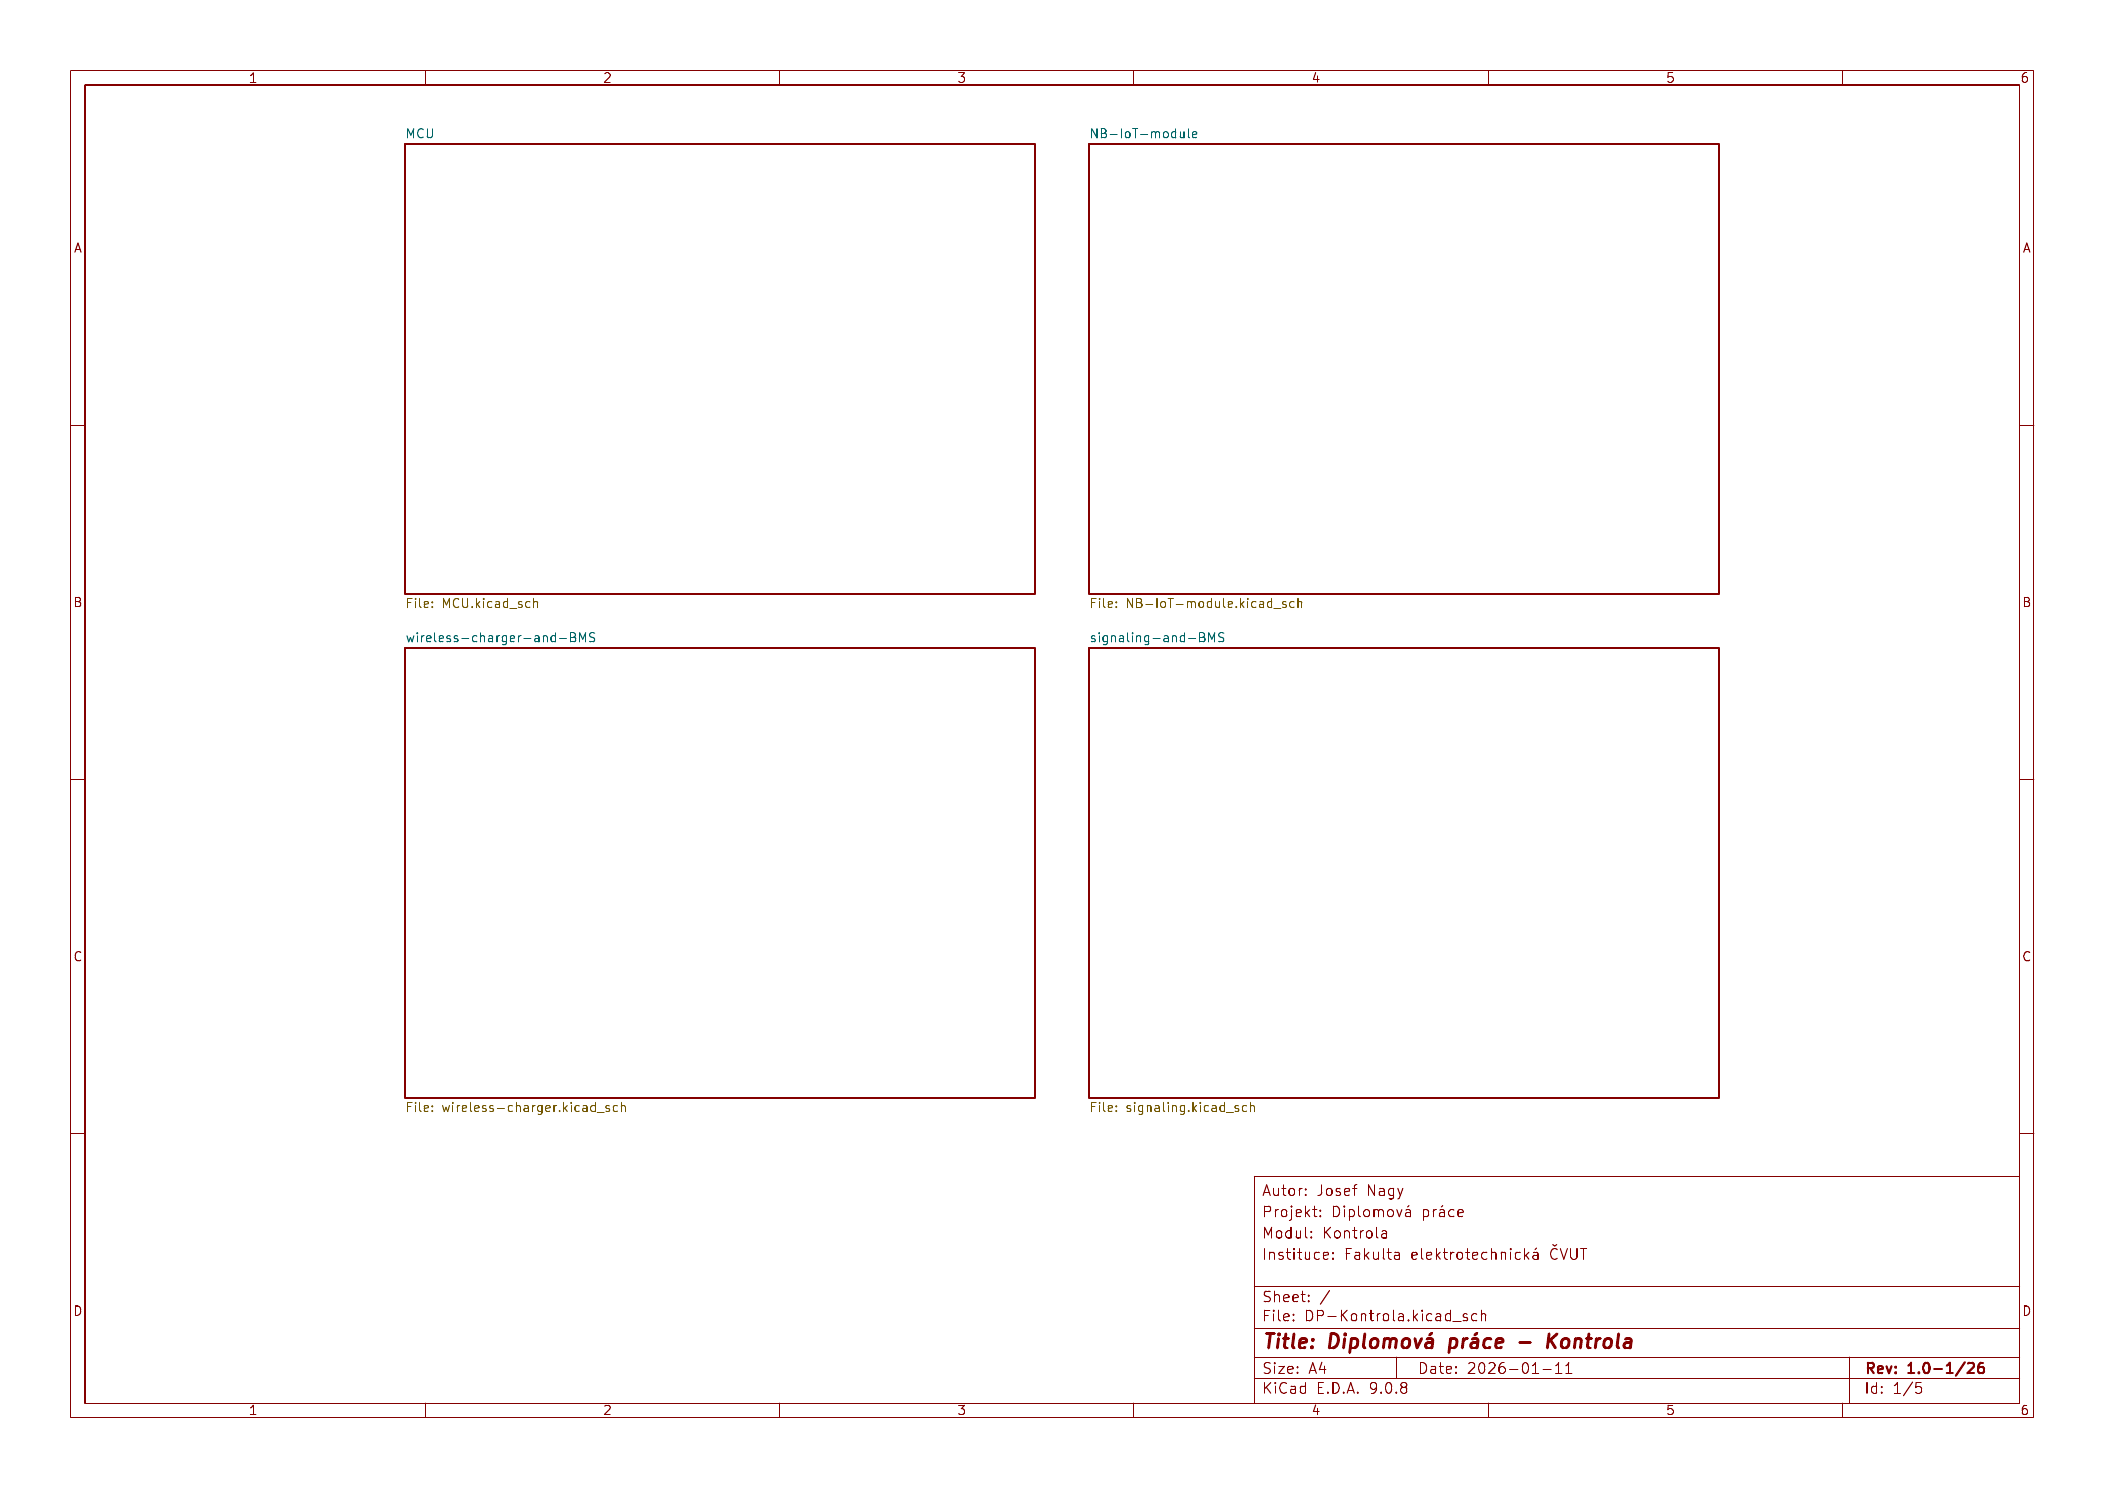 1 2 3 4 5 6
MCU
NB-IoT-module
A A
B B
File: MCU.kicad_sch
File: NB-IoT-module.kicad_sch
wireless-charger-and-BMS
signaling-and-BMS
C C
File: wireless-charger.kicad_sch
File: signaling.kicad_sch
Autor: Josef Nagy
Projekt: Diplomová práce
Modul: Kontrola
Instituce: Fakulta elektrotechnická ČVUT
Sheet: /
D D
File: DP-Kontrola.kicad_sch
Title: Diplomová práce - Kontrola
Size: A4 Date: 2026-01-11 Rev: 1.0-1/26
KiCad E.D.A. 9.0.8 Id: 1/5
1 2 3 4 5 6